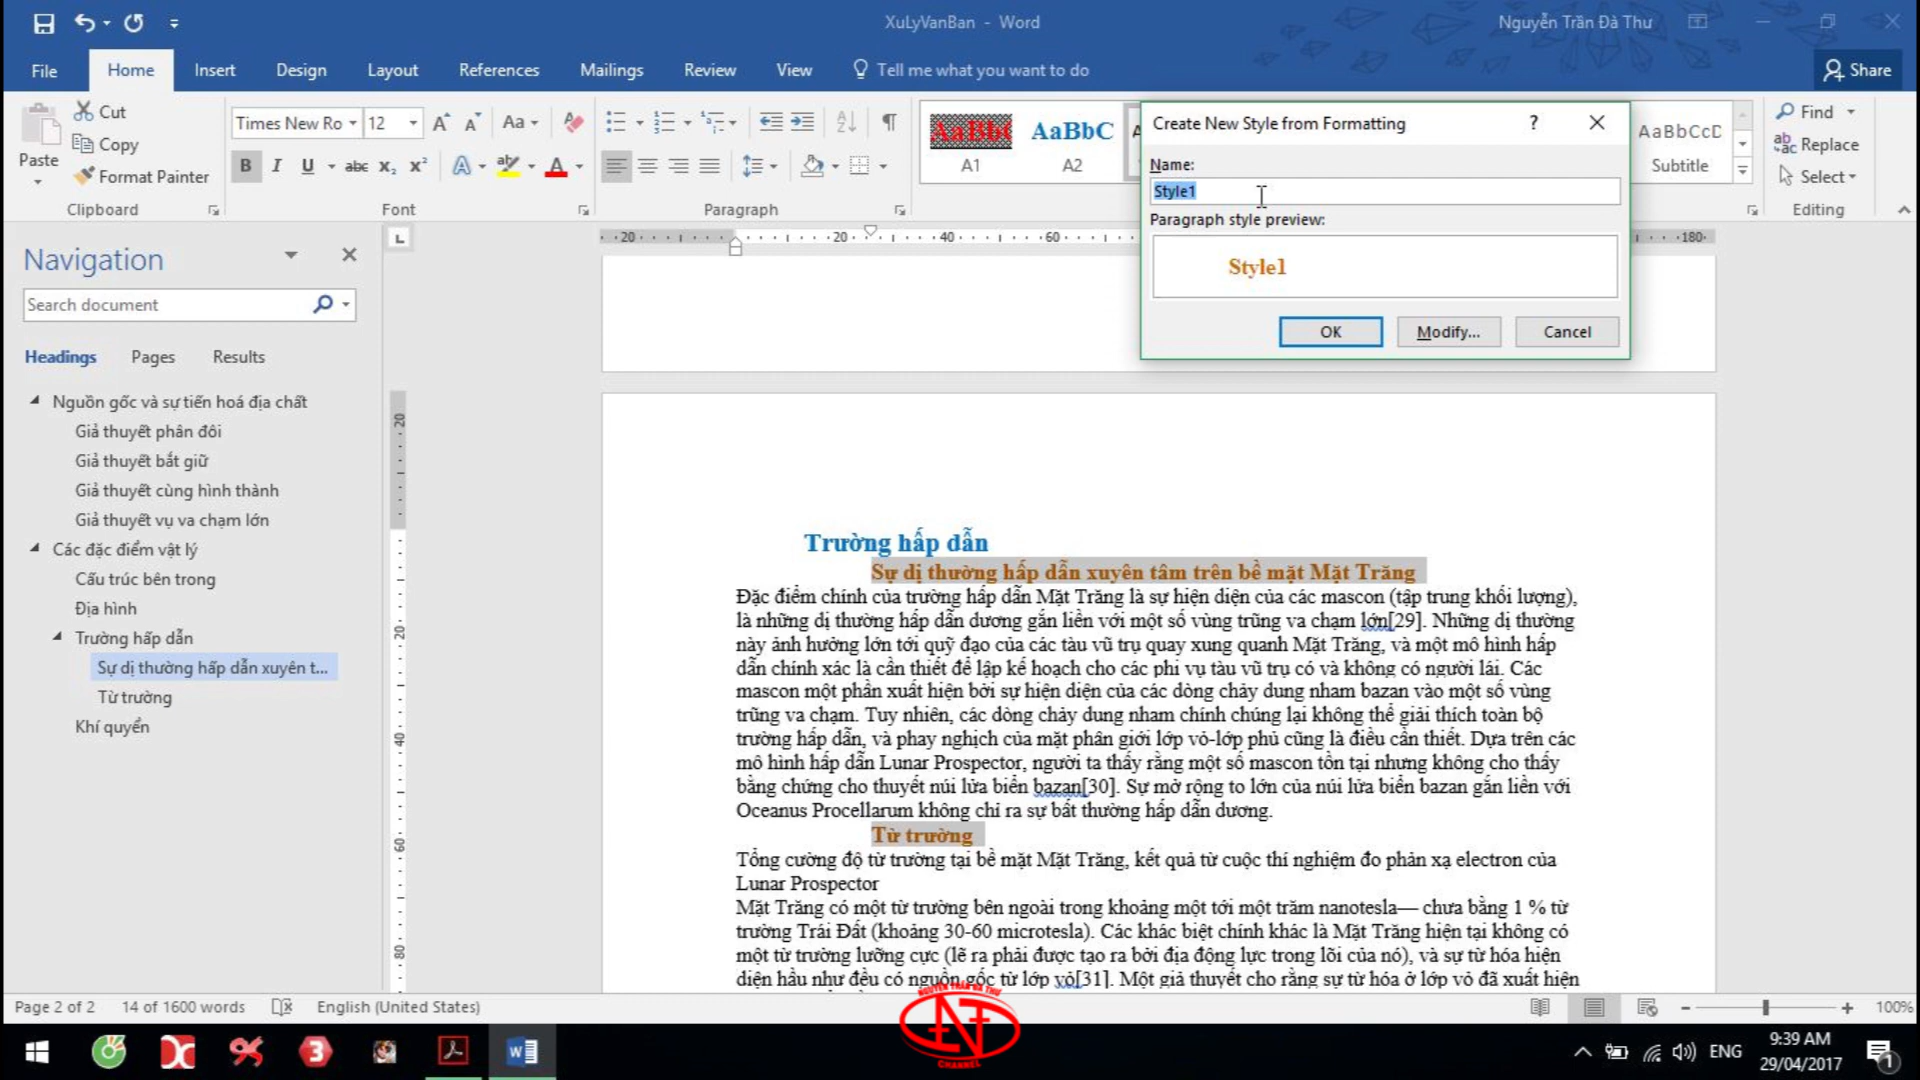 XuLyVanBan - Word
Nguyễn Trần Đà Thư
File
Home
Insert
Design
Layout
References
Mailings
Review
View
Tell me what you want to do
Share
Paste
Cut
Copy
Format Painter
Clipboard
Times New Ro
12
Aa
B I U abc X₂ X²
Font
Paragraph
AaBbC
A1
AaBbC
A2
AaBbCcD
Subtitle
Find
Replace
Select
Editing
Create New Style from Formatting
?
Name:
Style1
Paragraph style preview:
Style1
OK
Modify...
Cancel
Navigation
Search document
Headings
Pages
Results
Nguồn gốc và sự tiến hoá địa chất
Giả thuyết phân đôi
Giả thuyết bắt giữ
Giả thuyết cùng hình thành
Giả thuyết vụ va chạm lớn
Các đặc điểm vật lý
Cấu trúc bên trong
Địa hình
Trường hấp dẫn
Sự dị thường hấp dẫn xuyên t...
Từ trường
Khí quyển
20 20 40 60 180
20
20
40
60
80
Trường hấp dẫn
Sự dị thường hấp dẫn xuyên tâm trên bề mặt Mặt Trăng
Đặc điểm chính của trường hấp dẫn Mặt Trăng là sự hiện diện của các mascon (tập trung khối lượng),
là những dị thường hấp dẫn dương gắn liền với một số vùng trũng va chạm lớn[29]. Những dị thường
này ảnh hưởng lớn tới quỹ đạo của các tàu vũ trụ quay xung quanh Mặt Trăng, và một mô hình hấp
dẫn chính xác là cần thiết để lập kế hoạch cho các phi vụ tàu vũ trụ có và không có người lái. Các
mascon một phần xuất hiện bởi sự hiện diện của các dòng chảy dung nham bazan vào một số vùng
trũng va chạm. Tuy nhiên, các dòng chảy dung nham chính chúng lại không thể giải thích toàn bộ
trường hấp dẫn, và phay nghịch của mặt phân giới lớp vỏ-lớp phủ cũng là điều cần thiết. Dựa trên các
mô hình hấp dẫn Lunar Prospector, người ta thấy rằng một số mascon tồn tại nhưng không cho thấy
bằng chứng cho thuyết núi lửa biển bazan[30]. Sự mở rộng to lớn của núi lửa biển bazan gắn liền với
Oceanus Procellarum không chỉ ra sự bất thường hấp dẫn dương.
Từ trường
Tổng cường độ từ trường tại bề mặt Mặt Trăng, kết quả từ cuộc thí nghiệm đo phản xạ electron của
Lunar Prospector
Mặt Trăng có một từ trường bên ngoài trong khoảng một tới một trăm nanotesla— chưa bằng 1 % từ
trường Trái Đất (khoảng 30-60 microtesla). Các khác biệt chính khác là Mặt Trăng hiện tại không có
một từ trường lưỡng cực (lẽ ra phải được tạo ra bởi địa động lực trong lõi của nó), và sự từ hóa hiện
diện hầu như đều có nguồn gốc từ lớp vỏ[31]. Một giả thuyết cho rằng sự từ hóa ở lớp vỏ đã xuất hiện
NGUYỄN TRẦN ĐÀ THƯ
CHANNEL
Page 2 of 2
14 of 1600 words
English (United States)
100%
ENG
9:39 AM
29/04/2017
1